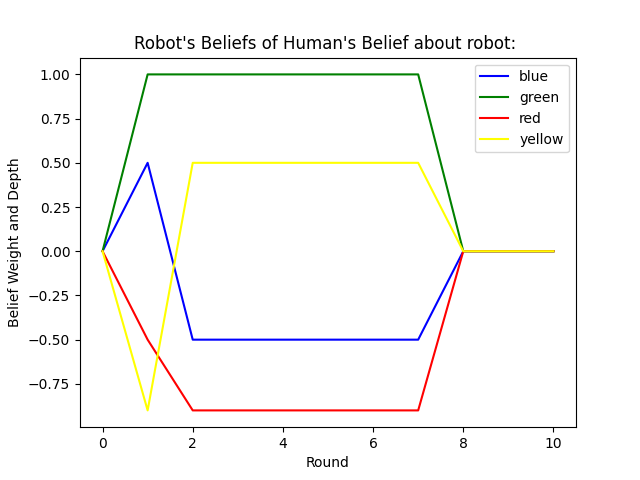 Robot's Beliefs of Human's Belief about robot:
blue
green
red
yellow
1.00
0.75
0.50
0.25
0.00
−0.25
−0.50
−0.75
Belief Weight and Depth
0 2 4 6 8 10
Round